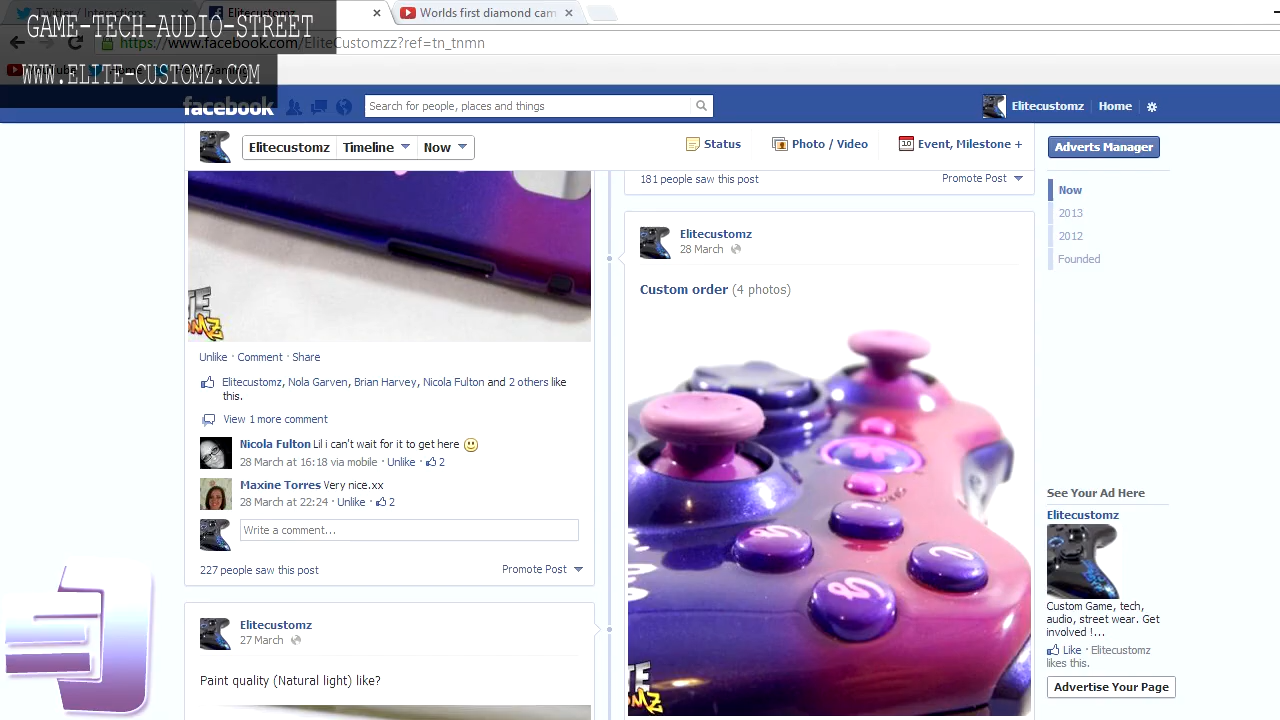 Twitter / Interactions
Elitecustomz
Worlds first diamond cam
GAME-TECH-AUDIO-STREET
https://www.facebook.com/EliteCustomzz?ref=tn_tnmn
WWW.ELITE-CUSTOMZ.COM
facebook
Search for people, places and things
Elitecustomz
Home
Elitecustomz
Timeline
Now
Status
Photo / Video
10
Event, Milestone +
Adverts Manager
Now
2013
2012
Founded
Unlike · Comment · Share
Elitecustomz, Nola Garven, Brian Harvey, Nicola Fulton and 2 others like
this.
View 1 more comment
Nicola Fulton Lil i can't wait for it to get here
28 March at 16:18 via mobile · Unlike · 2
Maxine Torres Very nice.xx
28 March at 22:24 · Unlike · 2
Write a comment...
227 people saw this post
Promote Post
Elitecustomz
27 March
Paint quality (Natural light) like?
181 people saw this post
Promote Post
Elitecustomz
28 March
Custom order (4 photos)
See Your Ad Here
Elitecustomz
Custom Game, tech,
audio, street wear. Get
involved !...
Like · Elitecustomz
likes this.
Advertise Your Page